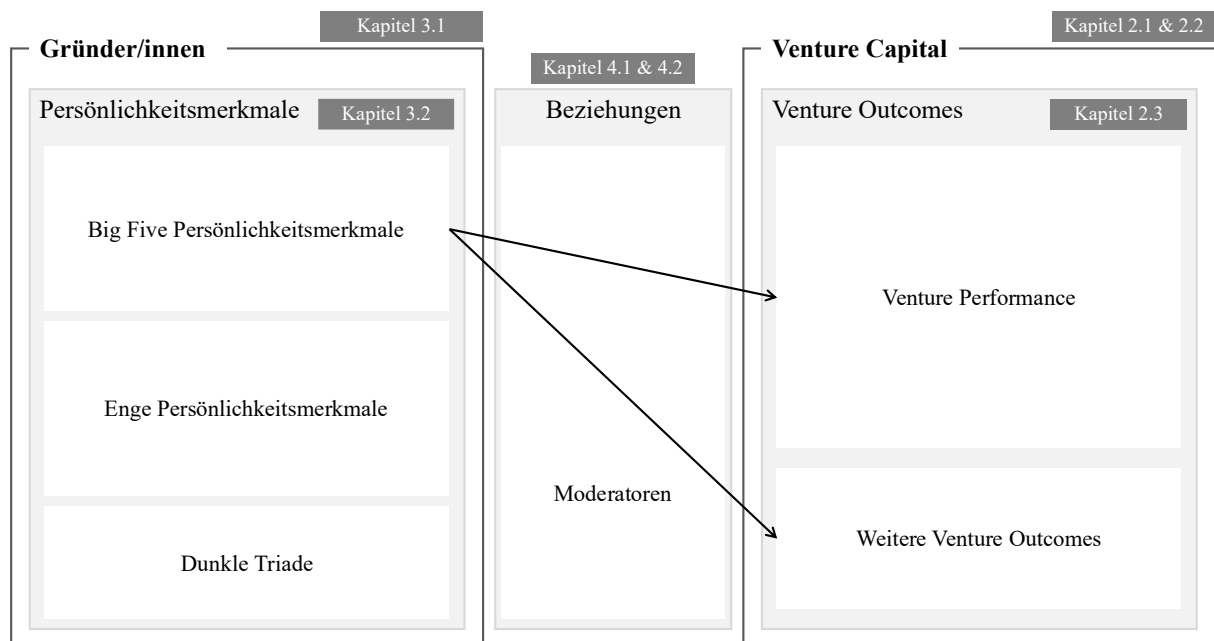 Kapitel 3.1
Kapitel 2.1 & 2.2
Gründer/innen
Venture Capital
Kapitel 4.1 & 4.2
Persönlichkeitsmerkmale
Kapitel 3.2
Beziehungen
Venture Outcomes
Kapitel 2.3
Big Five Persönlichkeitsmerkmale
Venture Performance
Enge Persönlichkeitsmerkmale
Moderatoren
Weitere Venture Outcomes
Dunkle Triade